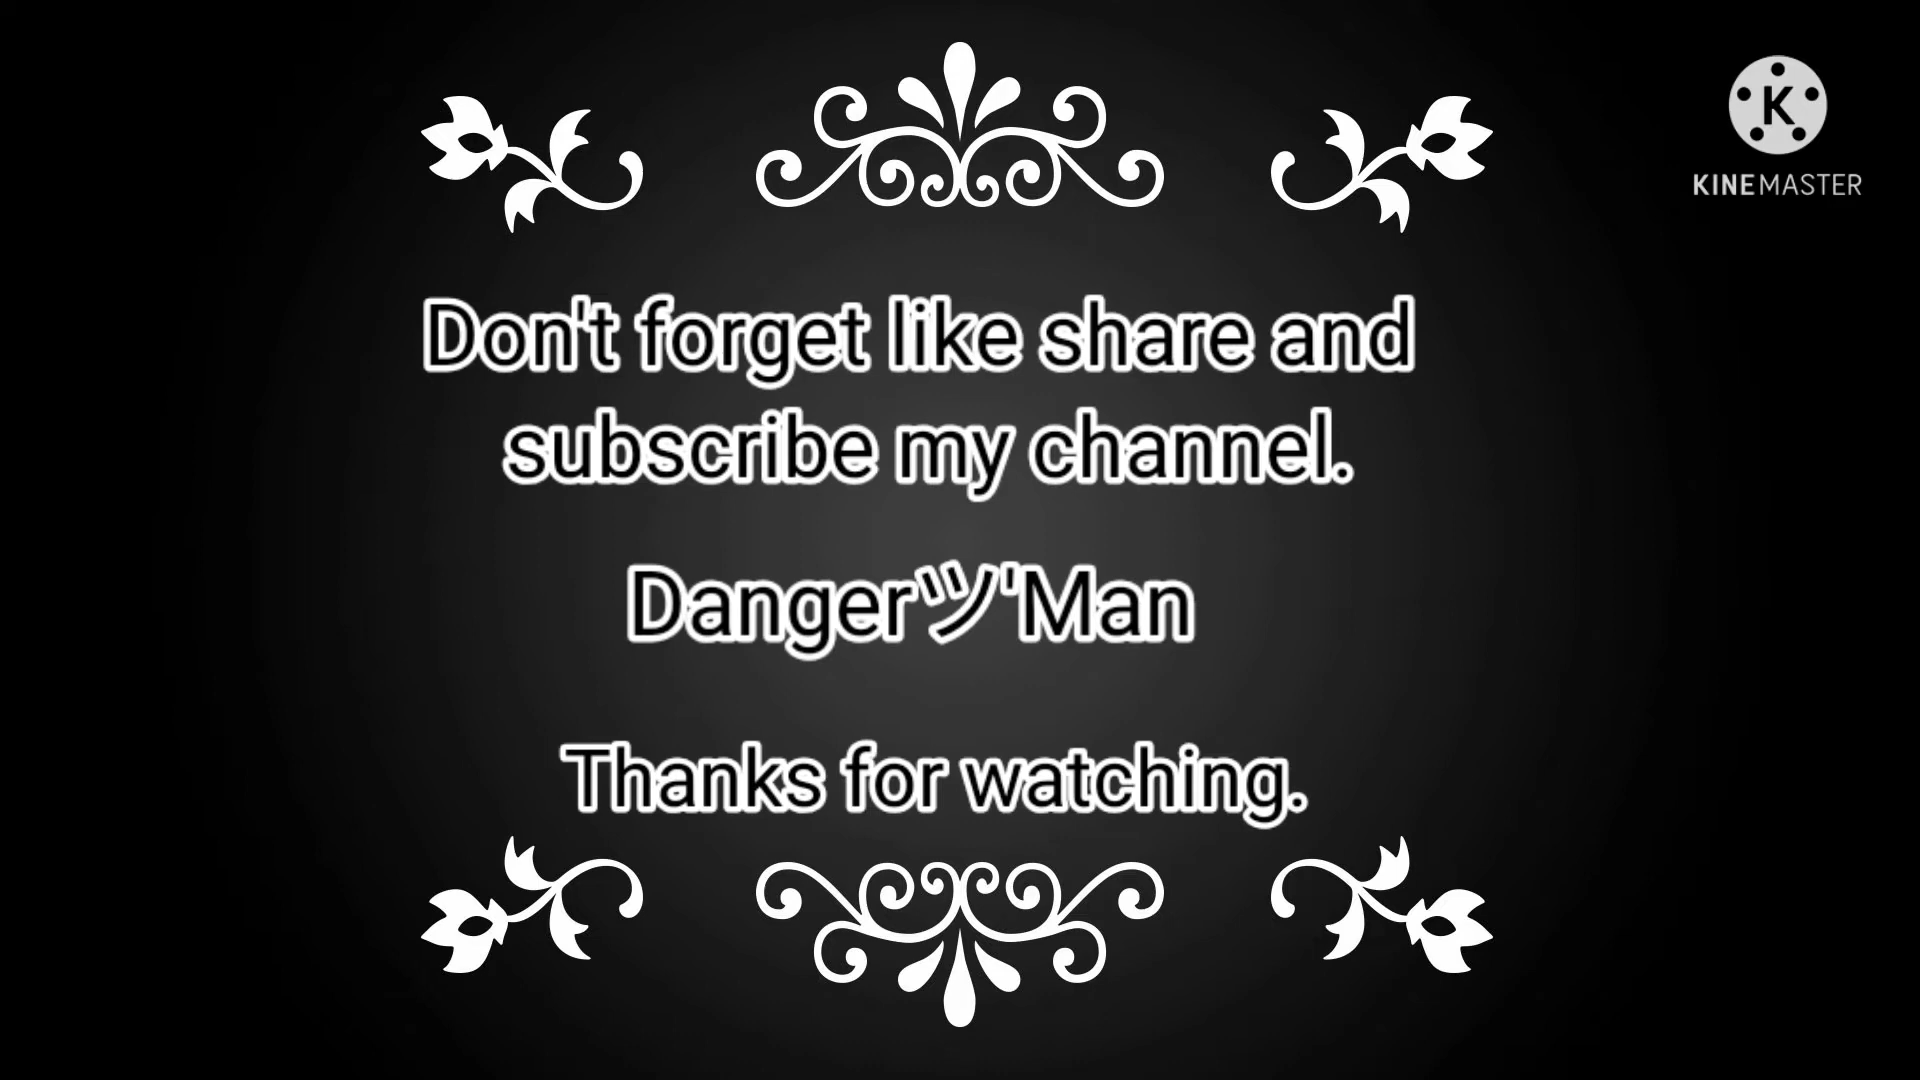 K
KINEMASTER
Don't forget like share and
subscribe my channel.
Dangerツ'Man
Thanks for watching.